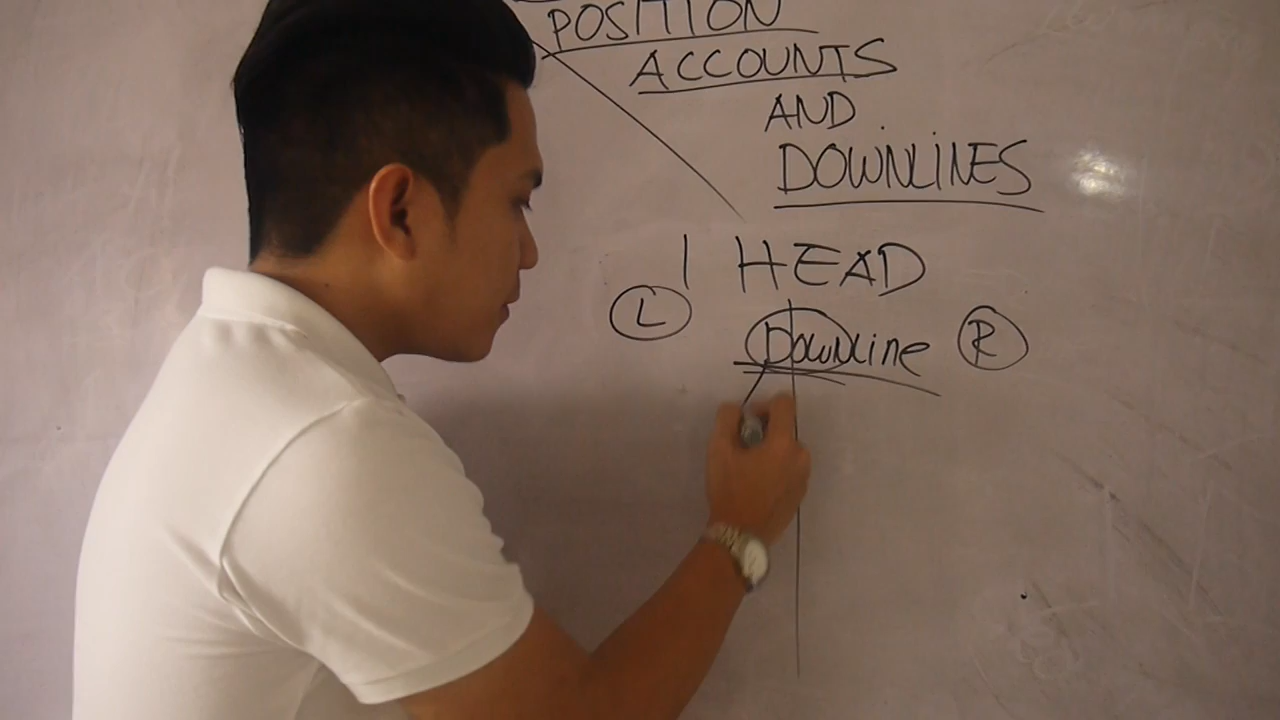 POSITION
ACCOUNTS
AND
DOWNLINES
1 HEAD
L Downline R